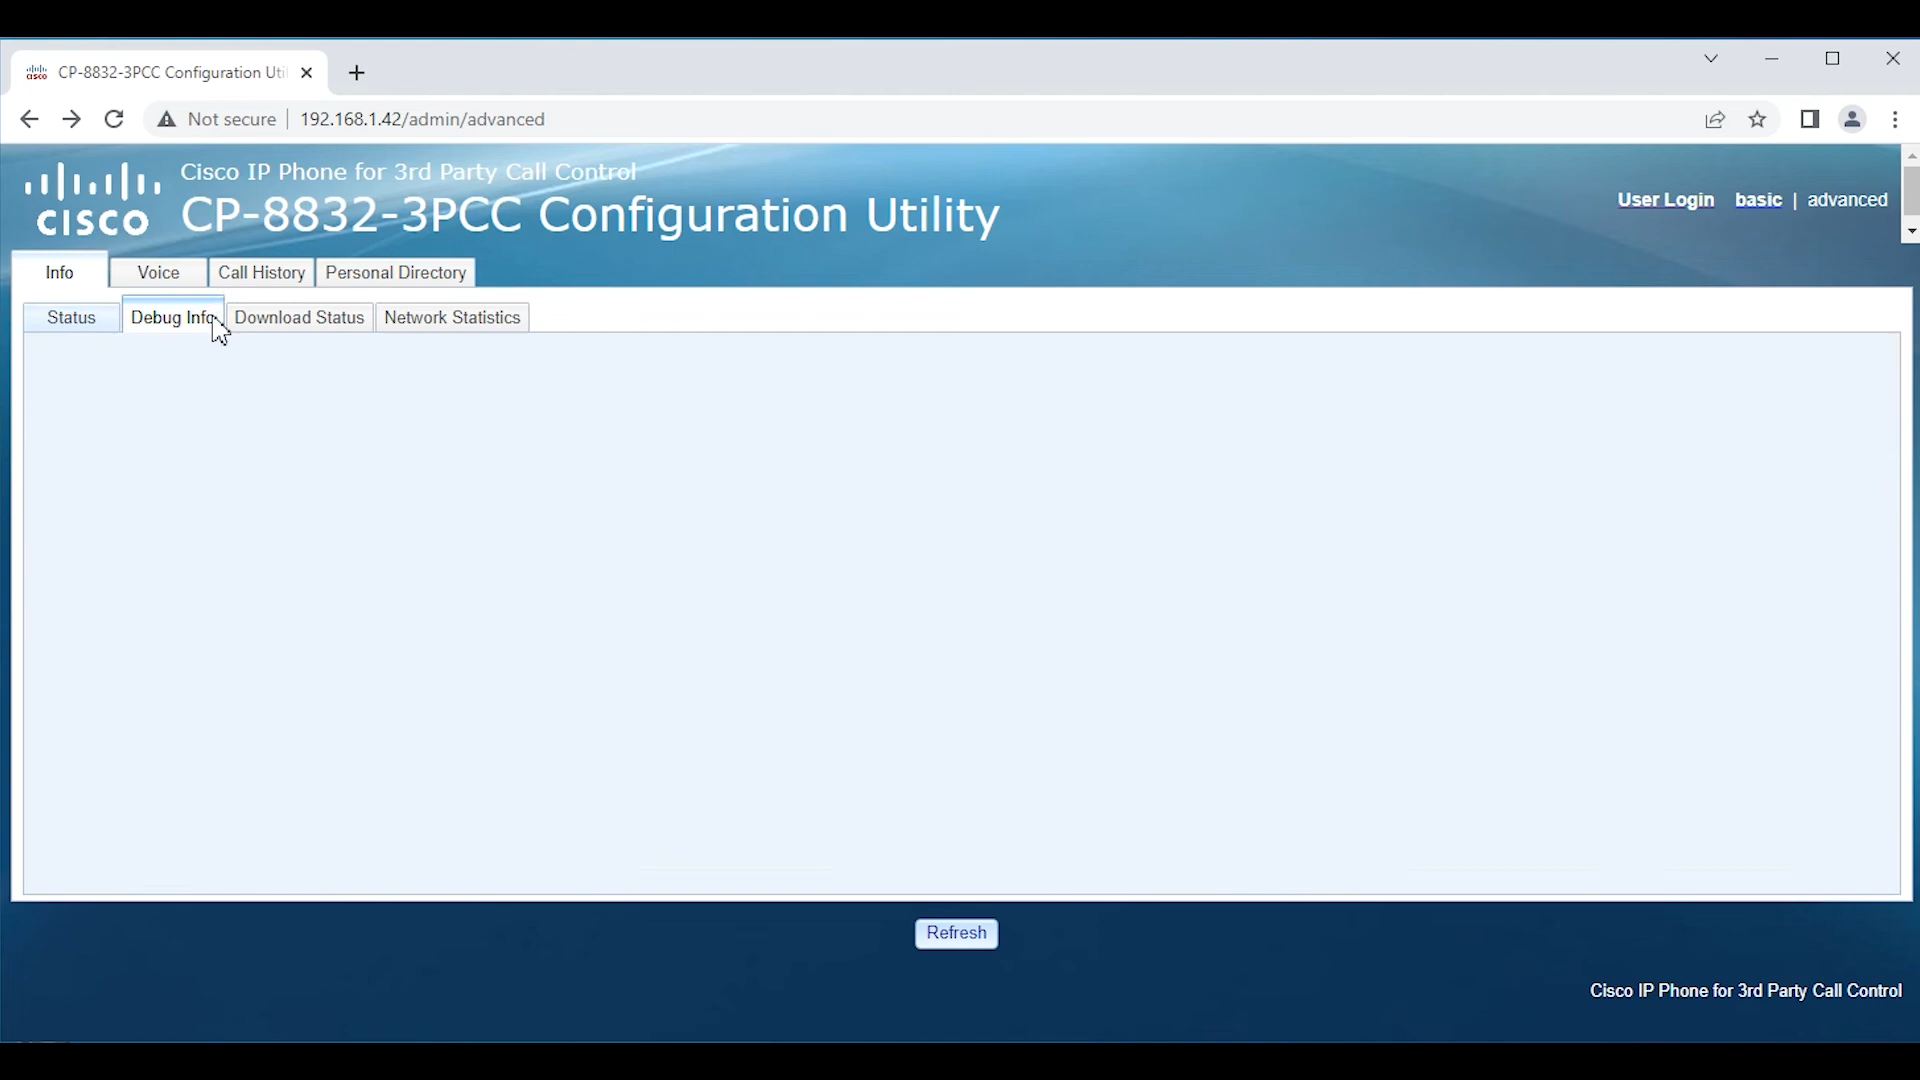 CP-8832-3PCC Configuration Uti
Not secure
192.168.1.42/admin/advanced
CISCO
Cisco IP Phone for 3rd Party Call Control
CP-8832-3PCC Configuration Utility
User Login basic | advanced
Info Voice Call History Personal Directory
Status Debug Info Download Status Network Statistics
Refresh
Cisco IP Phone for 3rd Party Call Control